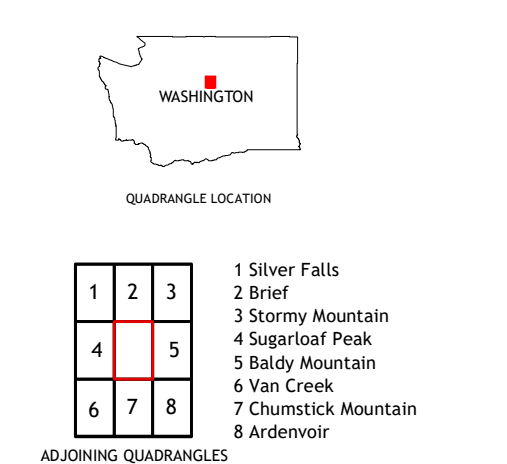 WASHINGTON
QUADRANGLE LOCATION
1 2 3
4 5
6 7 8
ADJOINING QUADRANGLES
1 Silver Falls
2 Brief
3 Stormy Mountain
4 Sugarloaf Peak
5 Baldy Mountain
6 Van Creek
7 Chumstick Mountain
8 Ardenvoir